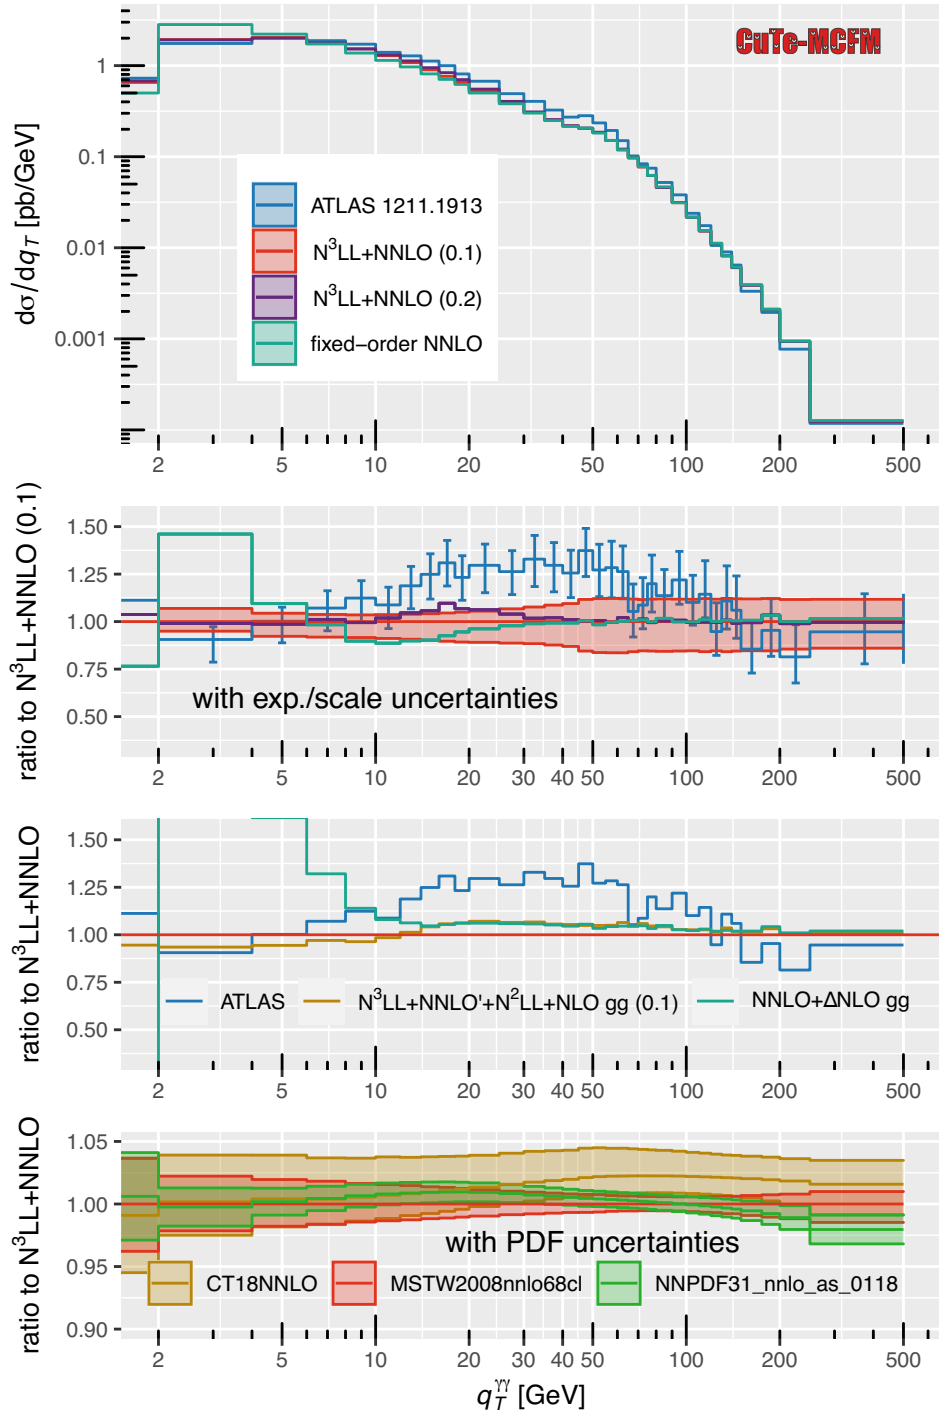 CuTe-MCFM
dσ/dq_T [pb/GeV]
1
0.1
0.01
0.001
ATLAS 1211.1913
N³LL+NNLO (0.1)
N³LL+NNLO (0.2)
fixed−order NNLO
2 5 10 20 50 100 200 500
ratio to N³LL+NNLO (0.1)
1.50
1.25
1.00
0.75
0.50
with exp./scale uncertainties
2 5 10 20 30 40 50 100 200 500
ratio to N³LL+NNLO
1.50
1.25
1.00
0.75
0.50
ATLAS N³LL+NNLO'+N²LL+NLO gg (0.1) NNLO+ΔNLO gg
2 5 10 20 30 40 50 100 200 500
ratio to N³LL+NNLO
1.05
1.00
0.95
0.90
with PDF uncertainties
CT18NNLO MSTW2008nnlo68cl NNPDF31_nnlo_as_0118
2 5 10 20 30 40 50 100 200 500
q_T^γγ [GeV]